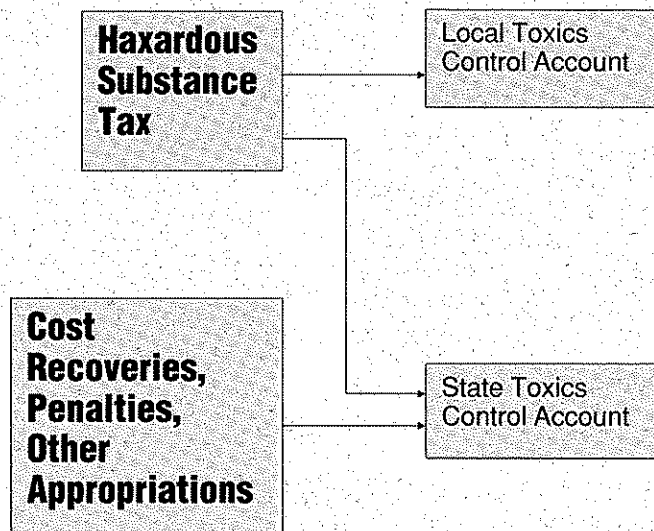 Haxardous
Substance
Tax
Local Toxics
Control Account
Cost
Recoveries,
Penalties,
Other
Appropriations
State Toxics
Control Account